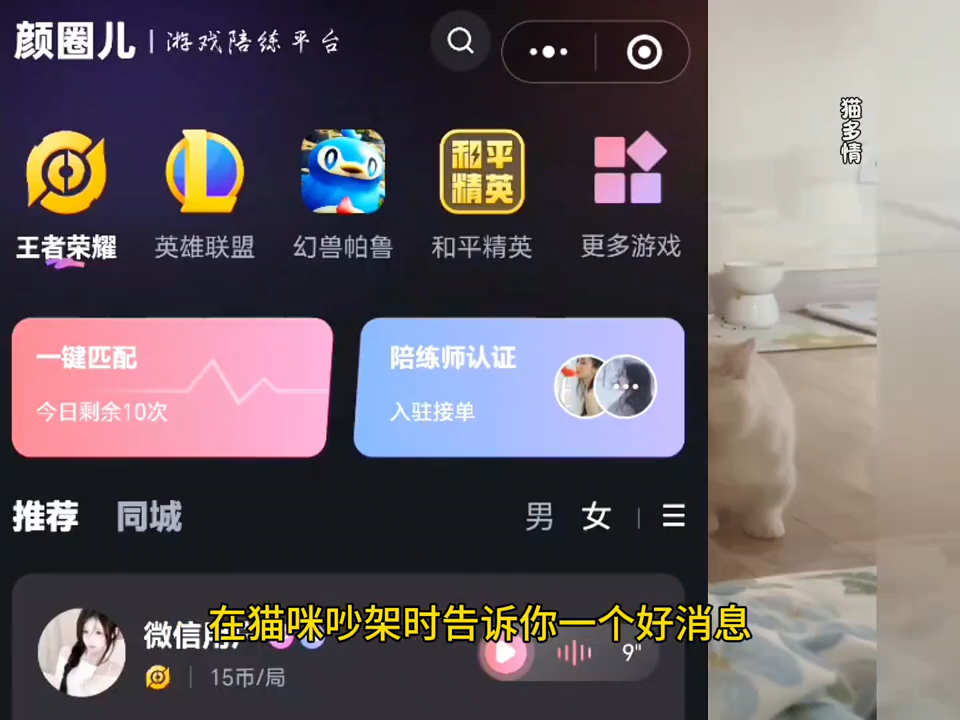 颜圈儿 | 游戏陪练平台
猫多情
和平
精英
王者荣耀 英雄联盟 幻兽帕鲁 和平精英 更多游戏
一键匹配
今日剩余10次
陪练师认证
入驻接单
推荐 同城 男 女
微信用户
在猫咪吵架时告诉你一个好消息
15币/局
9"